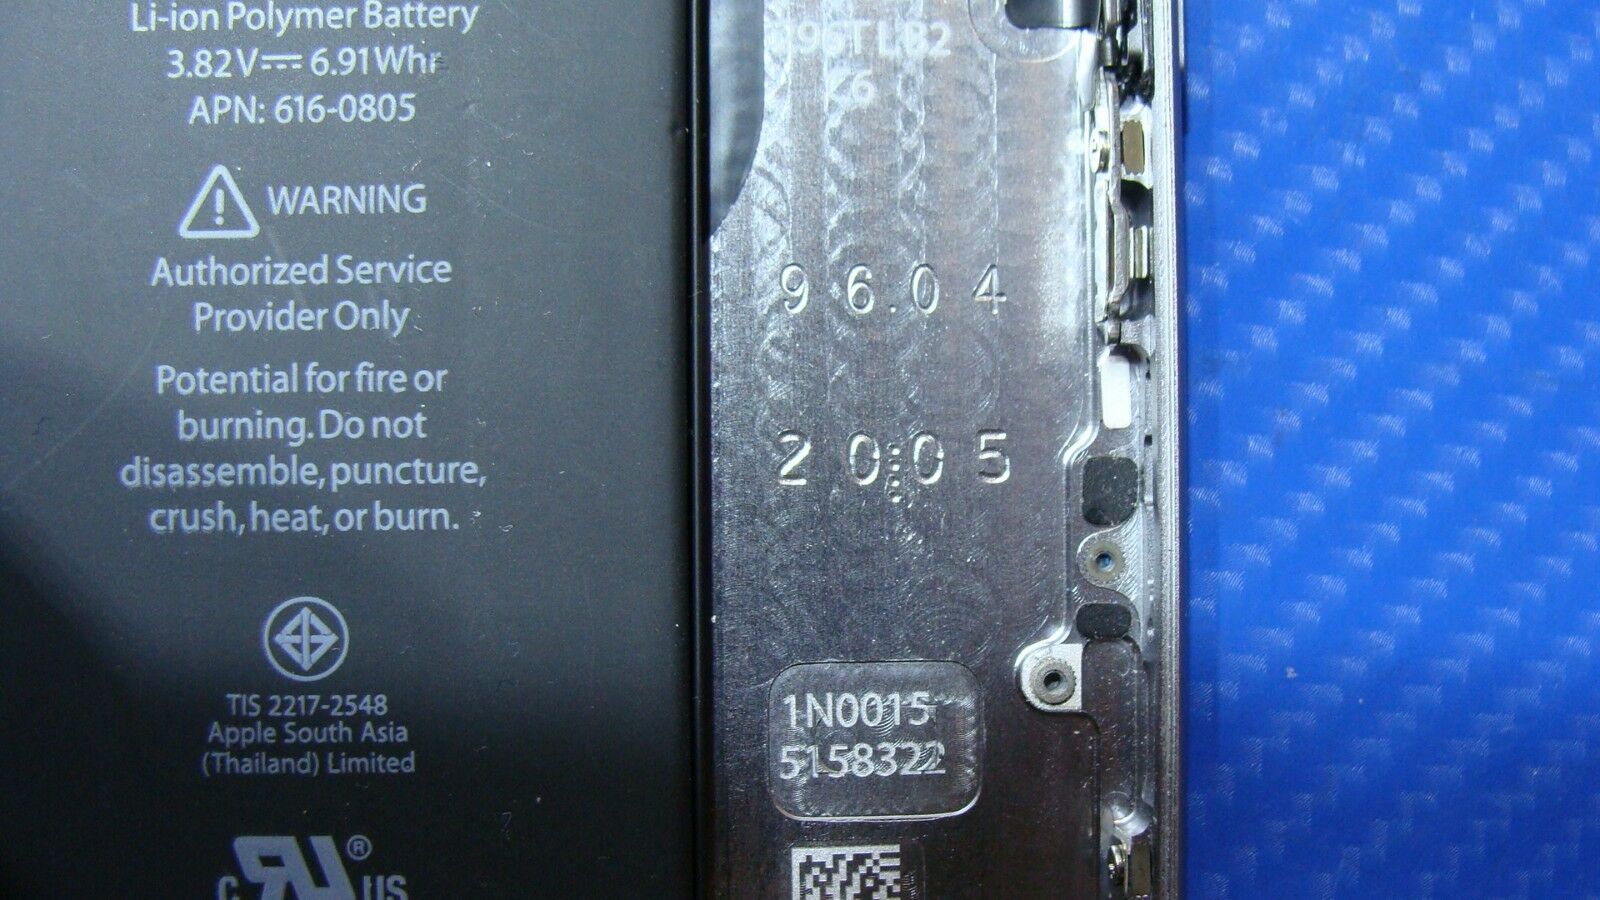 Li-ion Polymer Battery
3.82V 6.91Whr
APN: 616-0805
WARNING
Authorized Service
Provider Only
Potential for fire or
burning. Do not
disassemble, puncture,
crush, heat, or burn.
TIS 2217-2548
Apple South Asia
(Thailand) Limited
c RU ® US
96.04
20:05
1N0015
5158322